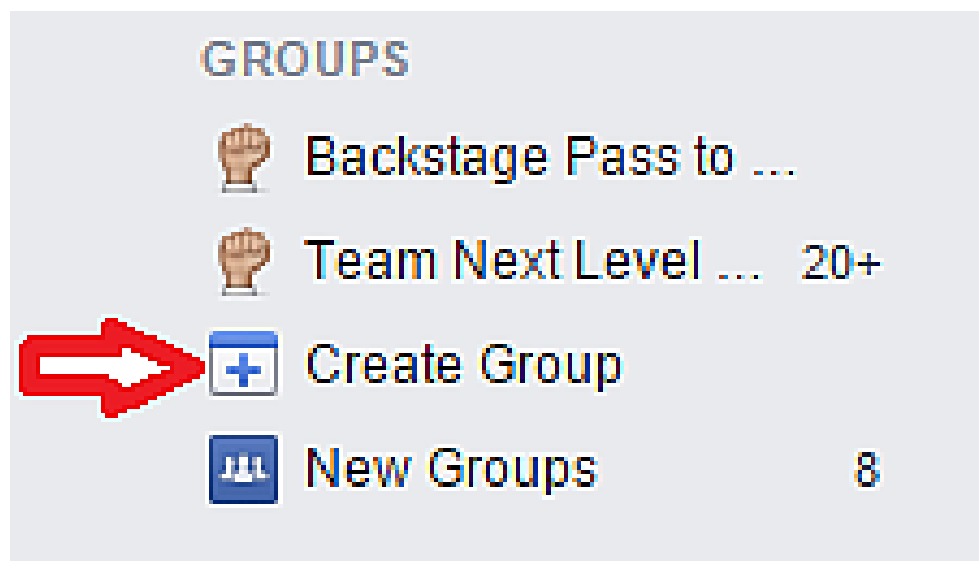 GROUPS
Backstage Pass to ...
Team Next Level ... 20+
Create Group
New Groups 8